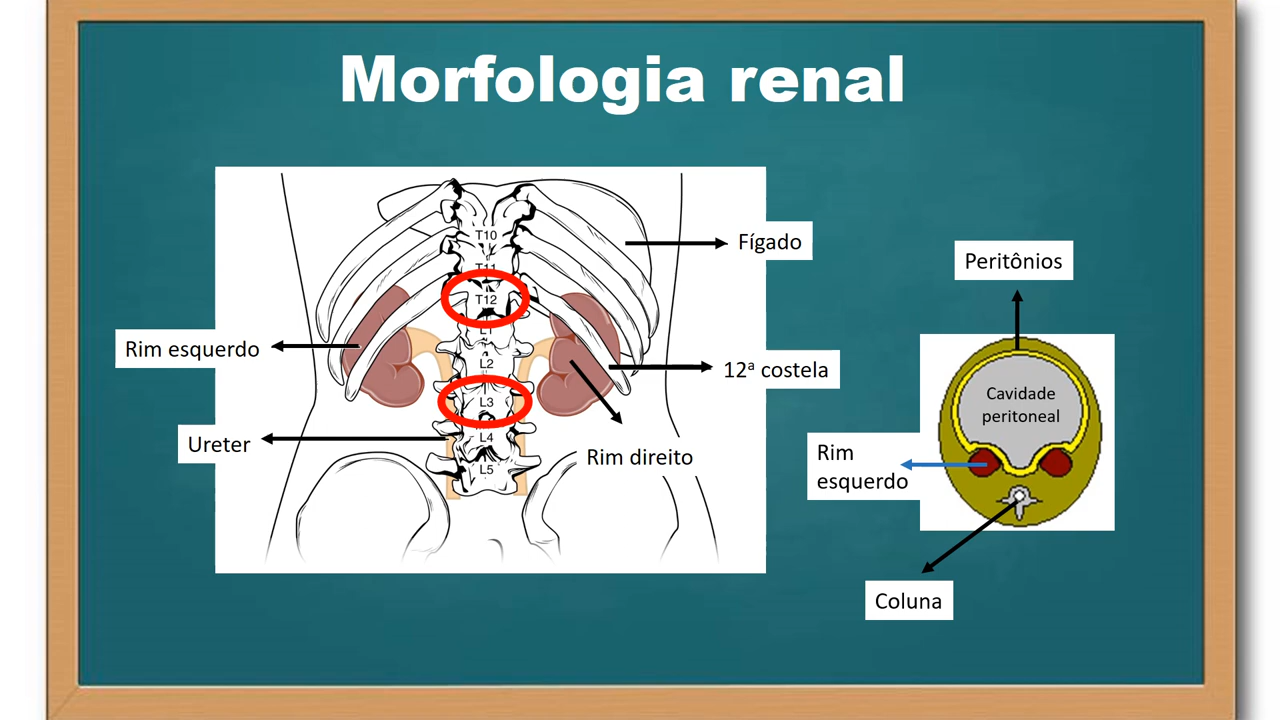 Morfologia renal
T10
T11
T12
L1
L2
L3
L4
L5
Fígado
Rim esquerdo
12ª costela
Ureter
Rim direito
Peritônios
Cavidade
peritoneal
Rim
esquerdo
Coluna